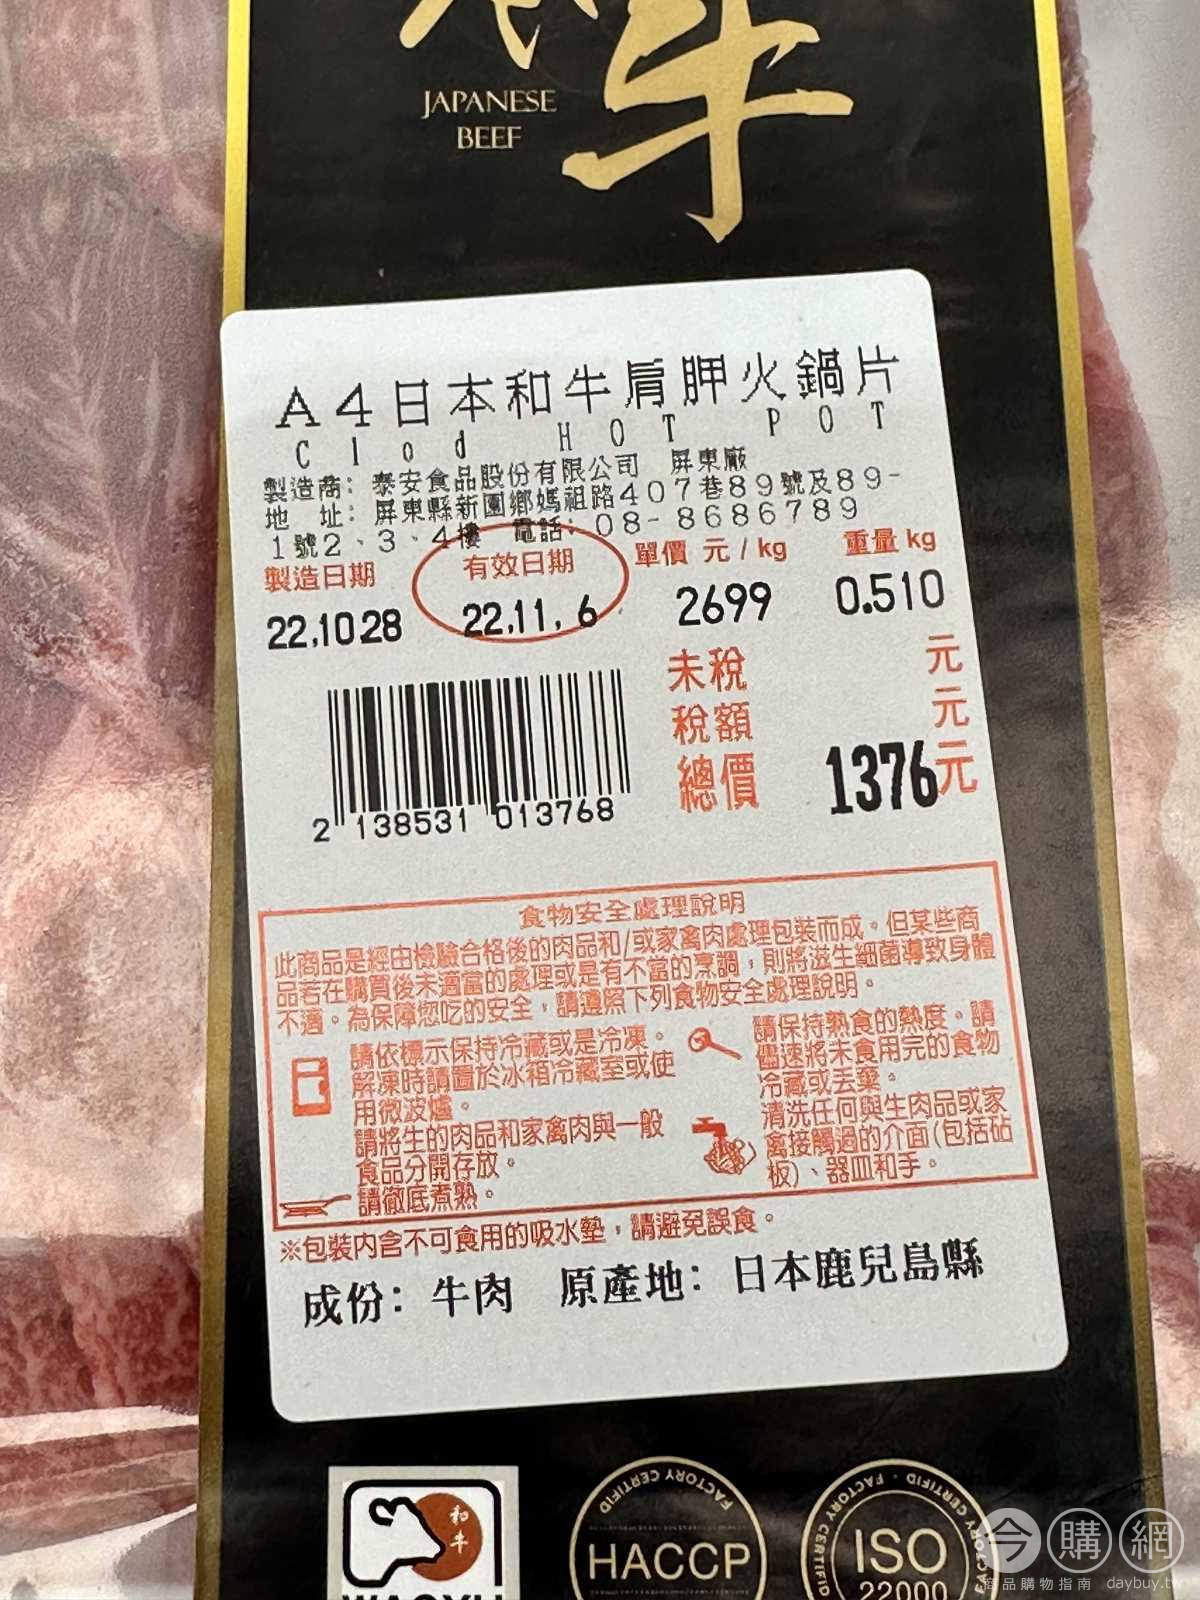 牛
JAPANESE
BEEF
A4日本和牛肩胛火鍋片
Clod HOT POT
製造商：泰安食品股份有限公司 屏東廠
地 址：屏東縣新園鄉媽祖路407巷89號及89-
1號2、3、4樓 電話：08-8686789
製造日期 有效日期 單價 元/kg 重量 kg
22.10.28 22.11. 6 2699 0.510
未稅 元
稅額 元
總價 1376元
2 138531 013768
食物安全處理說明
此商品是經由檢驗合格後的肉品和/或家禽肉處理包裝而成。但某些商
品若在購買後未適當的處理或是有不當的烹調，則將滋生細菌導致身體
不適。為保障您吃的安全，請遵照下列食物安全處理說明。
請依標示保持冷藏或是冷凍。
解凍時請置於冰箱冷藏室或使
用微波爐。
請將生的肉品和家禽肉與一般
食品分開存放。
請徹底煮熟。
請保持熟食的熱度。請
儘速將未食用完的食物
冷藏或丟棄。
清洗任何與生肉品或家
禽接觸過的介面(包括砧
板)、器皿和手。
※包裝內含不可食用的吸水墊，請避免誤食。
成份：牛肉 原產地：日本鹿兒島縣
和牛
WAGYU
FACTORY CERTIFIED
HACCP
FACTORY CERTIFIED
ISO
22000
今購網
商品購物指南 daybuy.tw